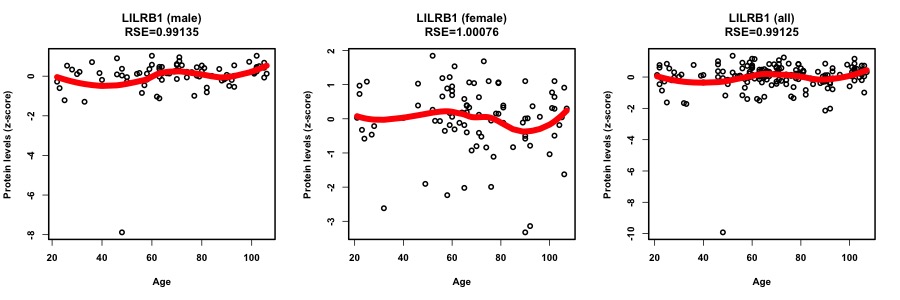 LILRB1 (male)
RSE=0.99135
Protein levels (z-score)
0
-2
-4
-6
-8
20 40 60 80 100
Age
LILRB1 (female)
RSE=1.00076
Protein levels (z-score)
2
1
0
-1
-2
-3
20 40 60 80 100
Age
LILRB1 (all)
RSE=0.99125
Protein levels (z-score)
0
-2
-4
-6
-8
-10
20 40 60 80 100
Age